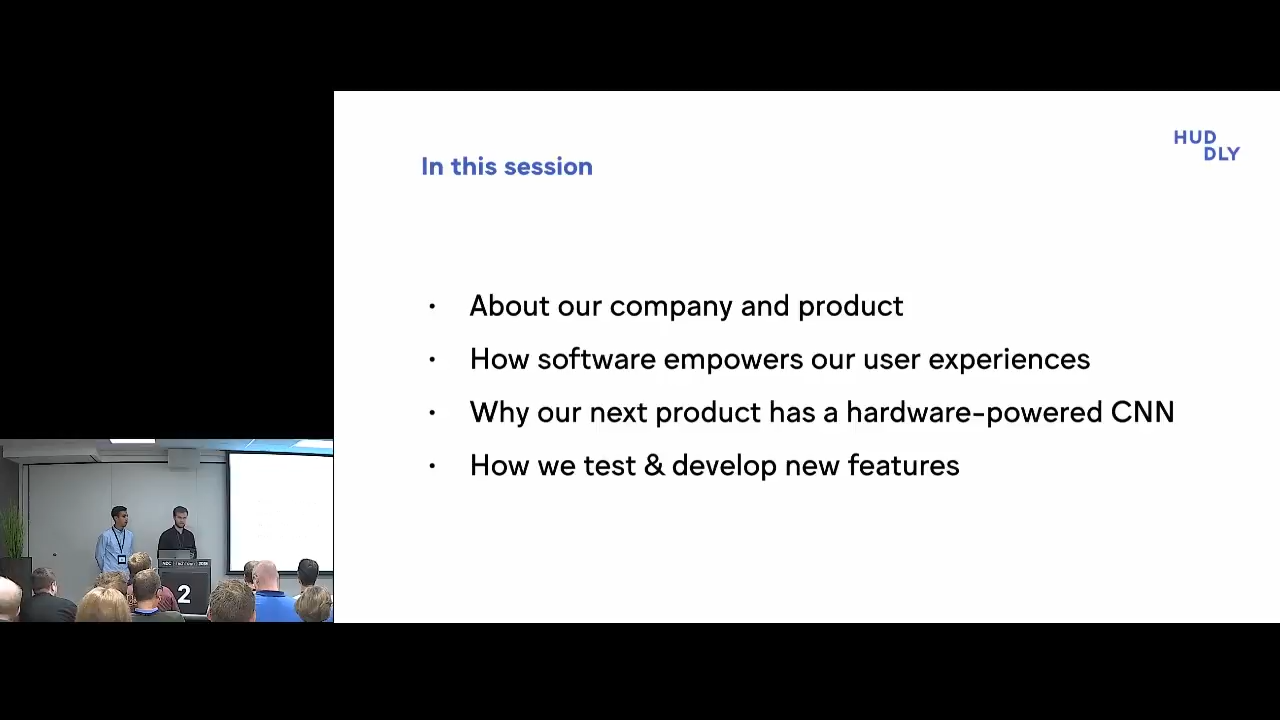 HUD
DLY
In this session
• About our company and product
• How software empowers our user experiences
• Why our next product has a hardware-powered CNN
• How we test & develop new features
NDC
2